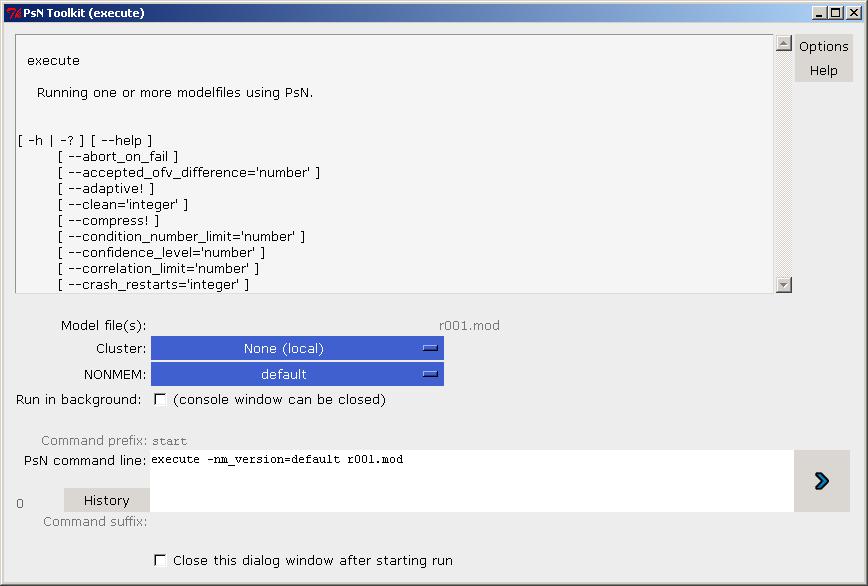 PsN Toolkit (execute)
Options
Help
execute
Running one or more modelfiles using PsN.
[ -h | -? ] [ --help ]
[ --abort_on_fail ]
[ --accepted_ofv_difference='number' ]
[ --adaptive! ]
[ --clean='integer' ]
[ --compress! ]
[ --condition_number_limit='number' ]
[ --confidence_level='number' ]
[ --correlation_limit='number' ]
[ --crash_restarts='integer' ]
Model file(s): r001.mod
Cluster: None (local)
NONMEM: default
Run in background: (console window can be closed)
Command prefix: start
PsN command line: execute -nm_version=default r001.mod
0 History
Command suffix:
Close this dialog window after starting run